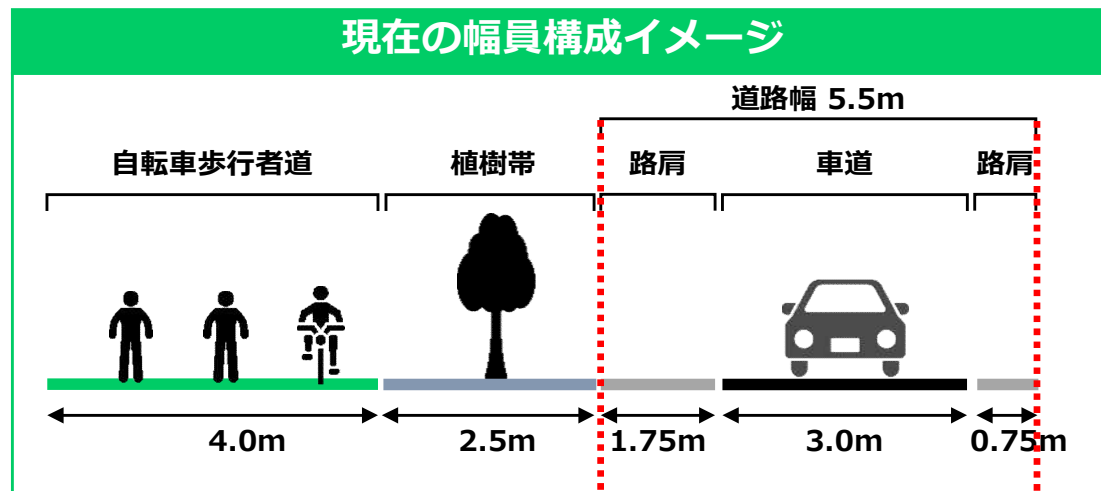 現在の幅員構成イメージ
道路幅 5.5m
自転車歩行者道 植樹帯 路肩 車道 路肩
4.0m 2.5m 1.75m 3.0m 0.75m